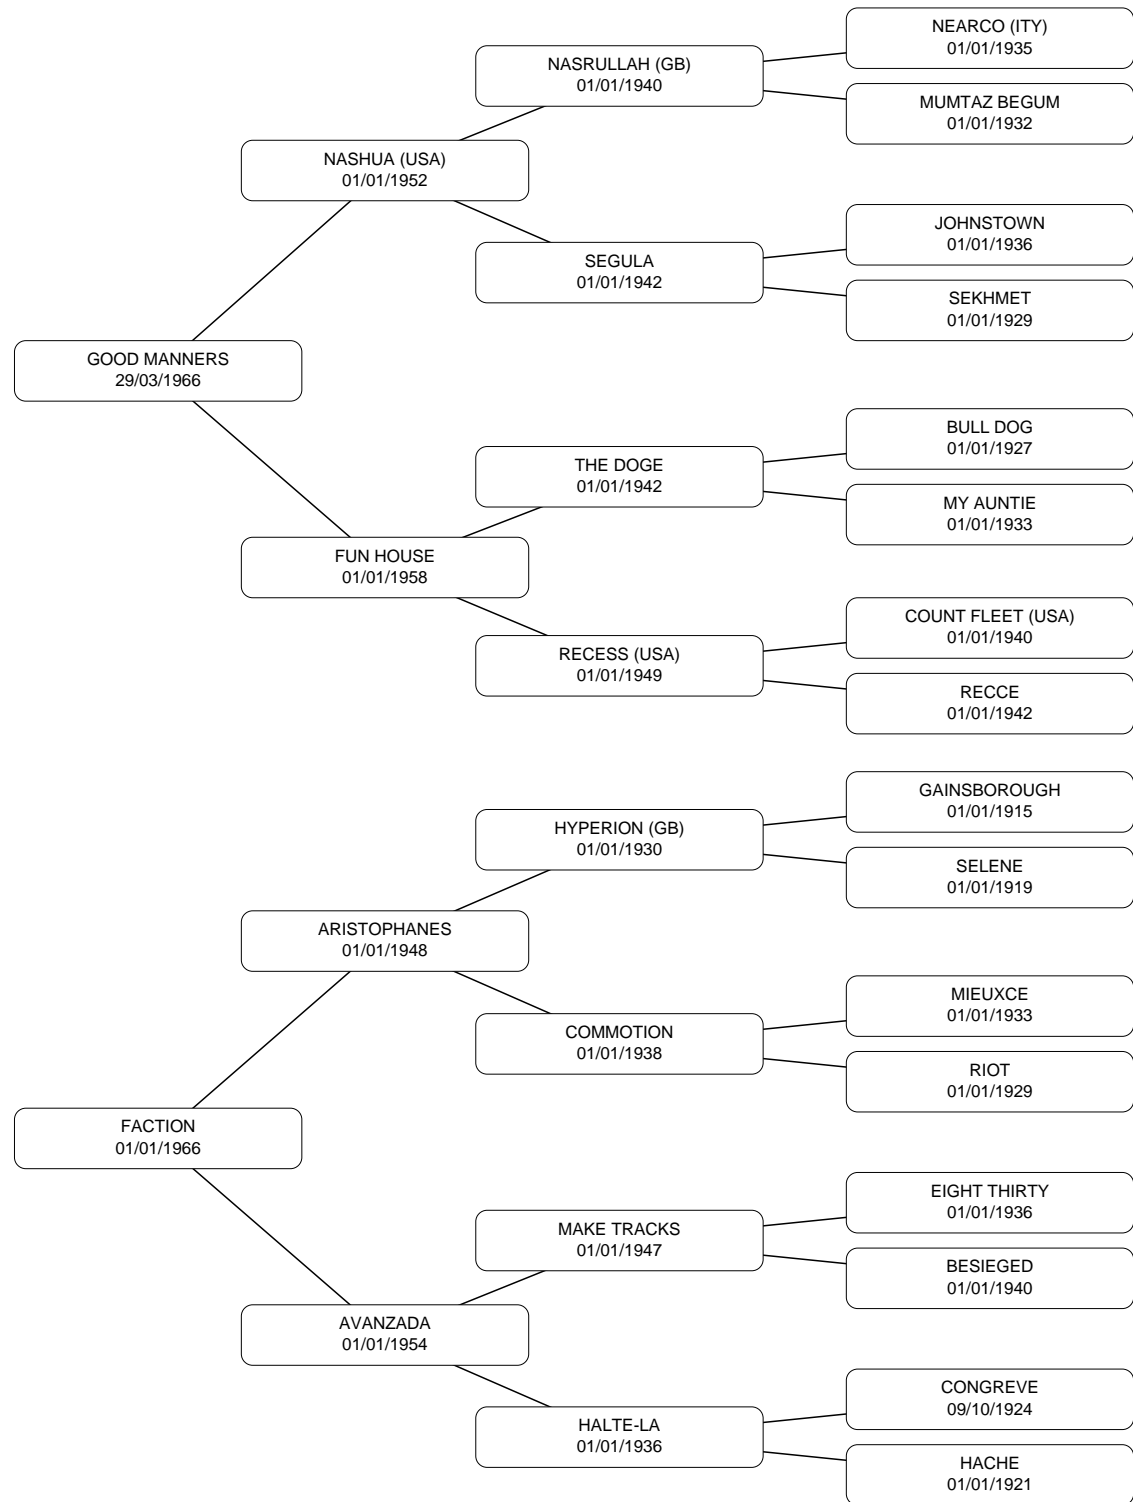 NEARCO (ITY)
01/01/1935
NASRULLAH (GB)
01/01/1940
MUMTAZ BEGUM
01/01/1932
NASHUA (USA)
01/01/1952
JOHNSTOWN
01/01/1936
SEGULA
01/01/1942
SEKHMET
01/01/1929
GOOD MANNERS
29/03/1966
BULL DOG
01/01/1927
THE DOGE
01/01/1942
MY AUNTIE
01/01/1933
FUN HOUSE
01/01/1958
COUNT FLEET (USA)
01/01/1940
RECESS (USA)
01/01/1949
RECCE
01/01/1942
GAINSBOROUGH
01/01/1915
HYPERION (GB)
01/01/1930
SELENE
01/01/1919
ARISTOPHANES
01/01/1948
MIEUXCE
01/01/1933
COMMOTION
01/01/1938
RIOT
01/01/1929
FACTION
01/01/1966
EIGHT THIRTY
01/01/1936
MAKE TRACKS
01/01/1947
BESIEGED
01/01/1940
AVANZADA
01/01/1954
CONGREVE
09/10/1924
HALTE-LA
01/01/1936
HACHE
01/01/1921